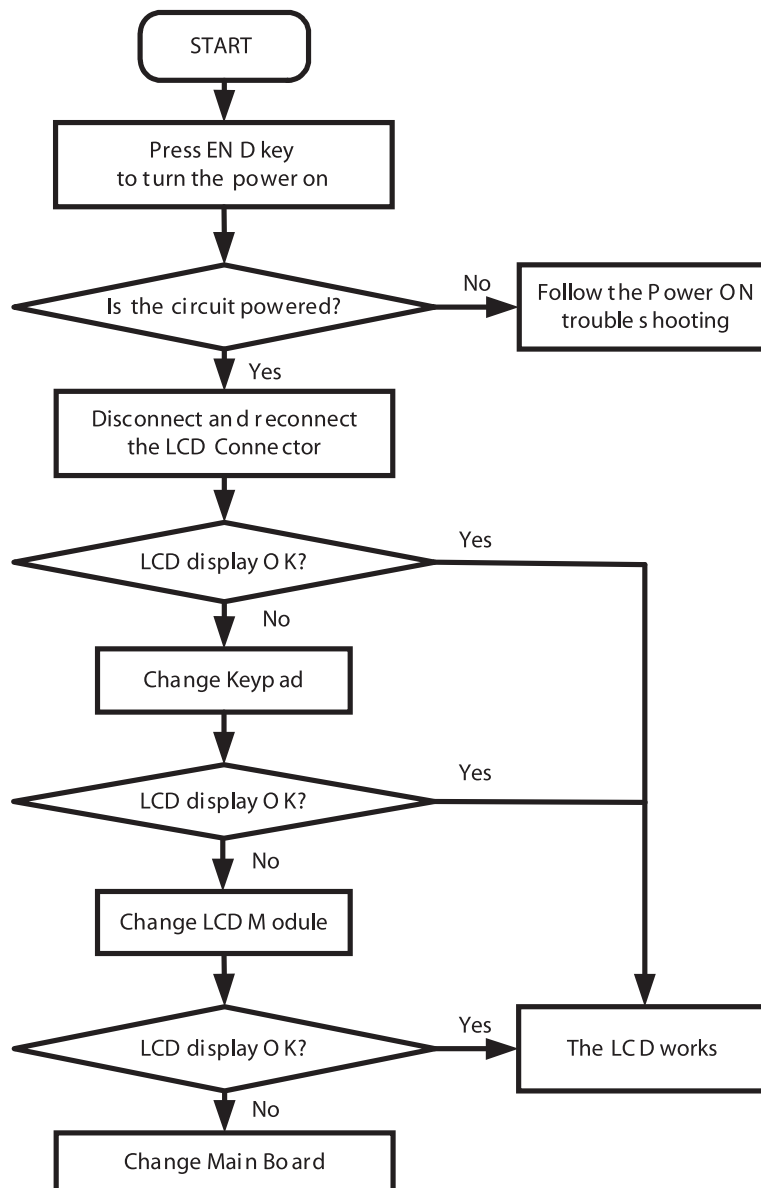 START
Press END key
to turn the power on
Is the circuit powered?
No
Follow the Power ON
trouble shooting
Yes
Disconnect and reconnect
the LCD Connector
LCD display OK?
Yes
No
Change Keypad
LCD display OK?
Yes
No
Change LCD Module
LCD display OK?
Yes
The LCD works
No
Change Main Board